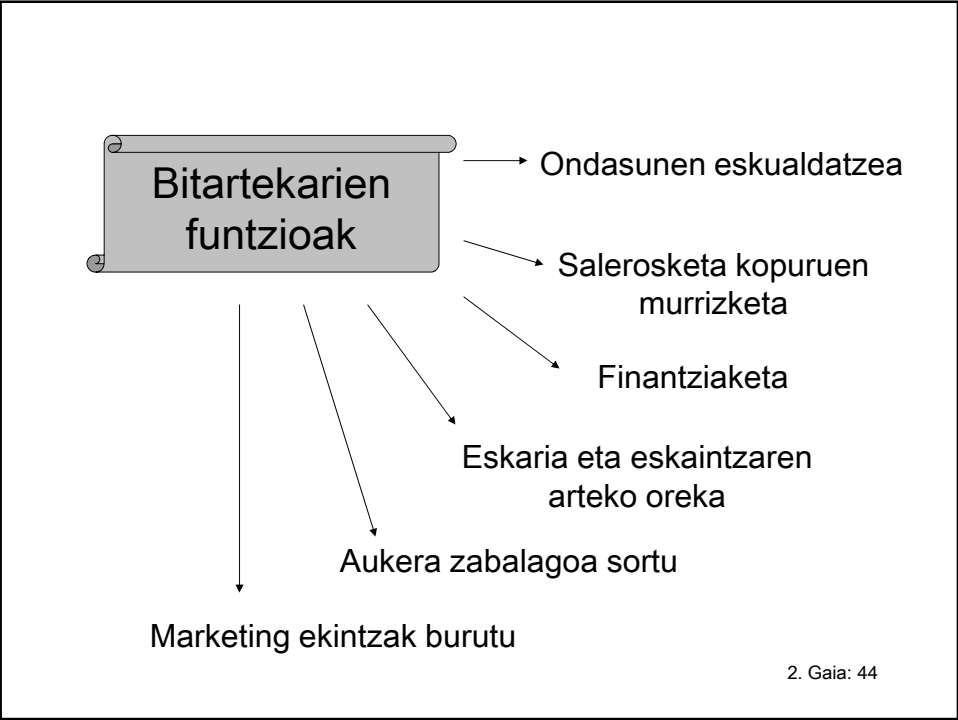 Bitartekarien
funtzioak
Ondasunen eskualdatzea
Salerosketa kopuruen
murrizketa
Finantziaketa
Eskaria eta eskaintzaren
arteko oreka
Aukera zabalagoa sortu
Marketing ekintzak burutu
2. Gaia: 44